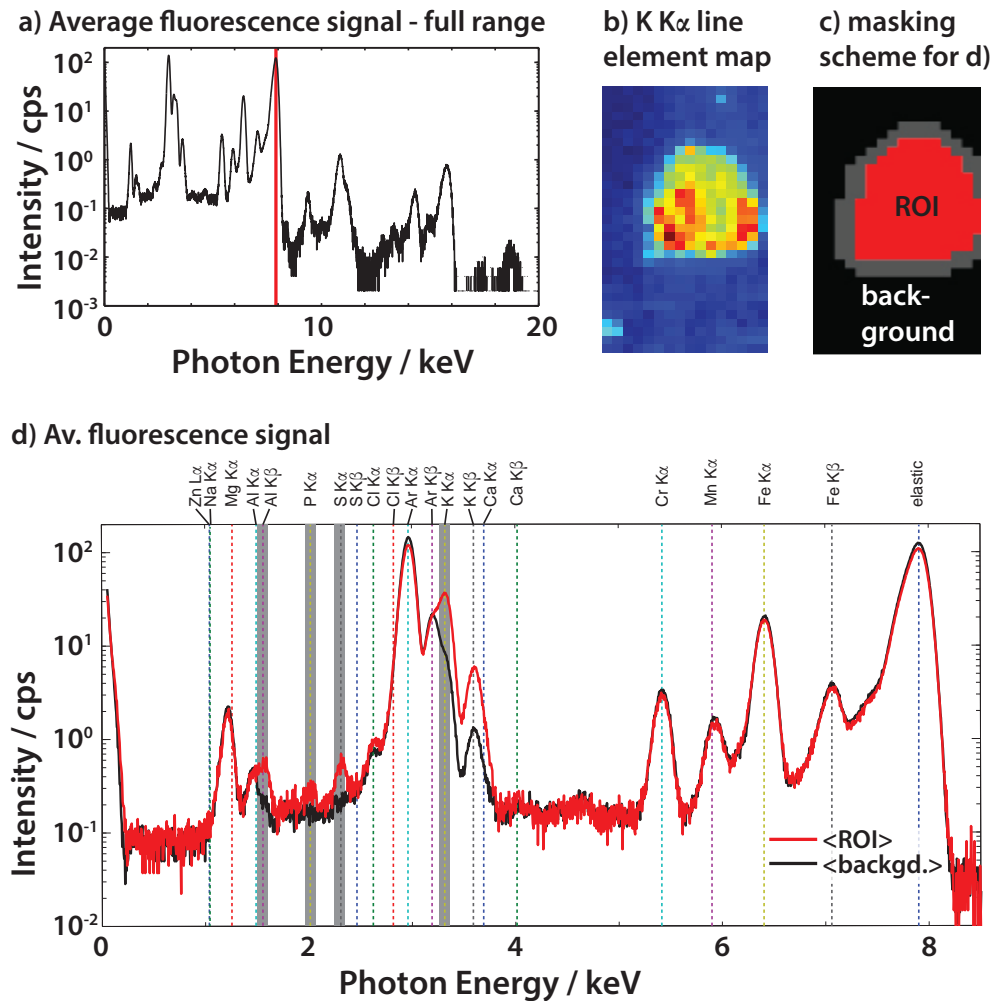 a) Average fluorescence signal - full range
Intensity / cps
10²
10¹
10⁰
10⁻¹
10⁻²
10⁻³
0
10
20
Photon Energy / keV
b) K Kα line
element map
c) masking
scheme for d)
ROI
back-
ground
d) Av. fluorescence signal
Zn Lα
Na Kα
Mg Kα
Al Kα
Al Kβ
P Kα
S Kα
S Kβ
Cl Kα
Cl Kβ
Ar Kα
Ar Kβ
K Kα
K Kβ
Ca Kα
Ca Kβ
Cr Kα
Mn Kα
Fe Kα
Fe Kβ
elastic
Intensity / cps
10²
10¹
10⁰
10⁻¹
10⁻²
<ROI>
<backgd.>
0
2
4
6
8
Photon Energy / keV